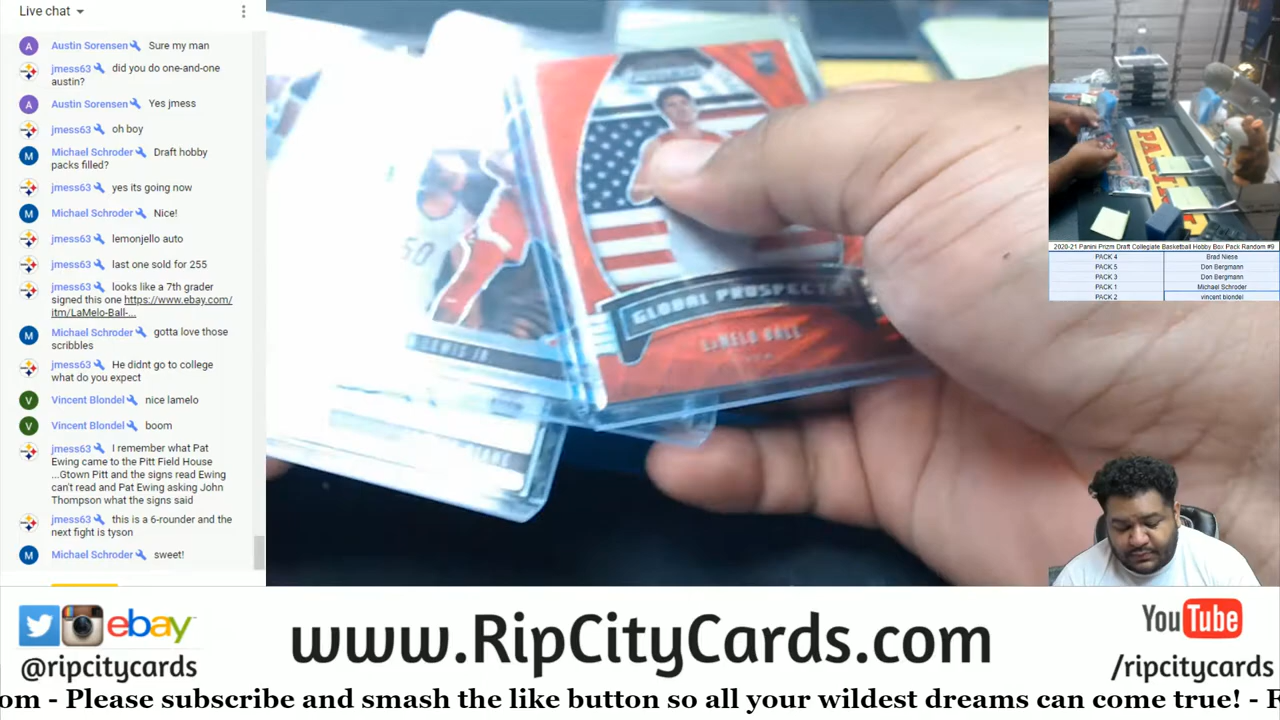 Live chat
A Austin Sorensen Sure my man
jmess63 did you do one-and-one
austin?
A Austin Sorensen Yes jmess
jmess63 oh boy
M Michael Schroder Draft hobby
packs filled?
jmess63 yes its going now
M Michael Schroder Nice!
jmess63 lemonjello auto
jmess63 last one sold for 255
jmess63 looks like a 7th grader
signed this one https://www.ebay.com/
itm/LaMelo-Ball-...
M Michael Schroder gotta love those
scribbles
jmess63 He didnt go to college
what do you expect
V Vincent Blondel nice lamelo
V Vincent Blondel boom
jmess63 I remember what Pat
Ewing came to the Pitt Field House
...Gtown Pitt and the signs read Ewing
can't read and Pat Ewing asking John
Thompson what the signs said
jmess63 this is a 6-rounder and the
next fight is tyson
M Michael Schroder sweet!
GLOBAL PROSPECTS
LaMELO BALL
LEWIS JR.
2020-21 Panini Prizm Draft Collegiate Basketball Hobby Box Pack Random #9
PACK 4 Brad Niese
PACK 5 Don Bergmann
PACK 3 Don Bergmann
PACK 1 Michael Schroder
PACK 2 vincent blondel
ebay
@ripcitycards
www.RipCityCards.com
YouTube
/ripcitycards
om - Please subscribe and smash the like button so all your wildest dreams can come true! - F